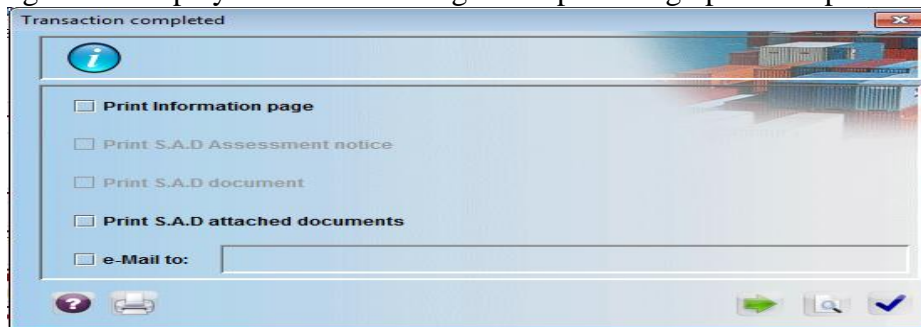 Transaction completed
Print Information page
Print S.A.D Assessment notice
Print S.A.D document
Print S.A.D attached documents
e-Mail to: